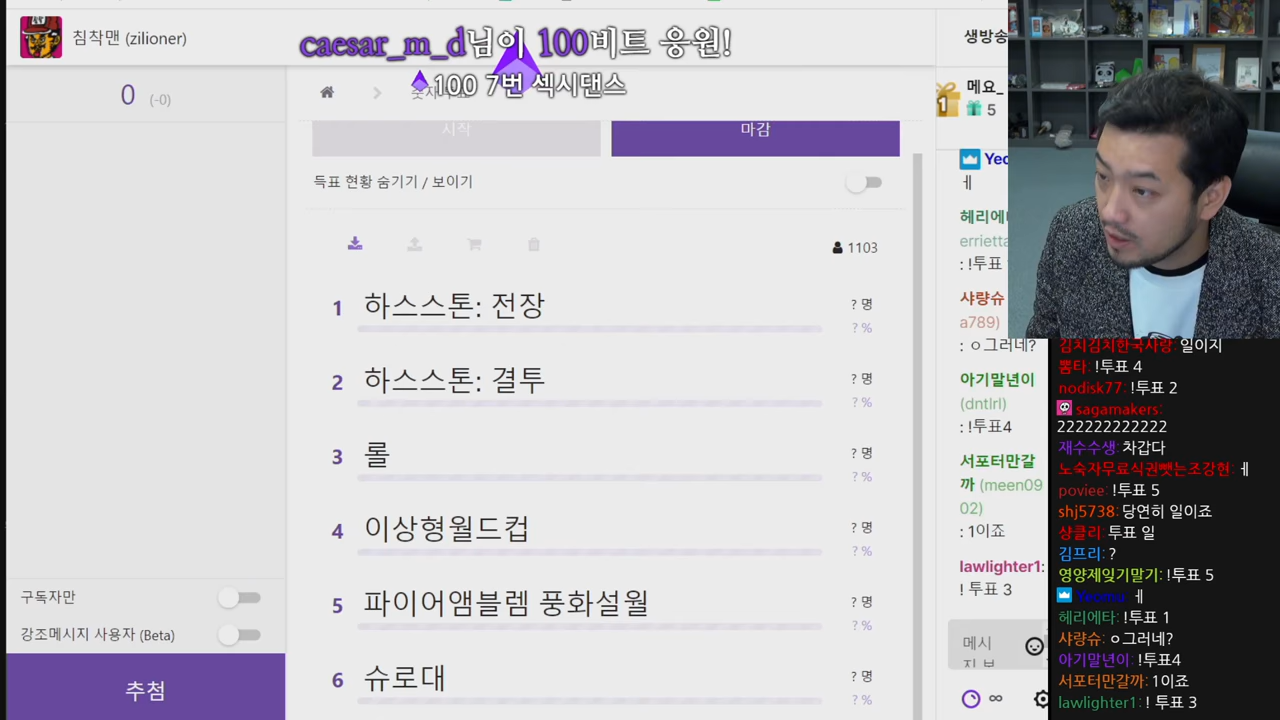 침착맨 (zilioner)
caesar_m_d님이 100비트 응원!
100 7번 섹시댄스
0 (-0)
시작
마감
득표 현황 숨기기 / 보이기
1103
1 하스스톤: 전장
? 명
? %
2 하스스톤: 결투
? 명
? %
3 롤
? 명
? %
4 이상형월드컵
? 명
? %
5 파이어앰블렘 풍화설월
? 명
? %
6 슈로대
? 명
? %
구독자만
강조메시지 사용자 (Beta)
추첨
생방송
메요_
1
5
Yeo
ㅔ
헤리에
errietta
: !투표
샤량슈
a789)
: ㅇ그러네?
아기말년이
(dntlrl)
: !투표4
서포터만갈
까 (meen09
02)
: 1이죠
lawlighter1:
! 투표 3
메시
∞
김치김치한국사랑: 일이지
뽐타: !투표 4
nodisk77: !투표 2
sagamakers:
222222222222
재수수생: 차갑다
노숙자무료식권뺏는조강현: ㅔ
poviee: !투표 5
shj5738: 당연히 일이죠
샹클리: 투표 일
김프리: ?
영양제잊기말기: !투표 5
Yeomu: ㅔ
헤리에타: !투표 1
샤량슈: ㅇ그러네?
아기말년이: !투표4
서포터만갈까: 1이죠
lawlighter1: ! 투표 3